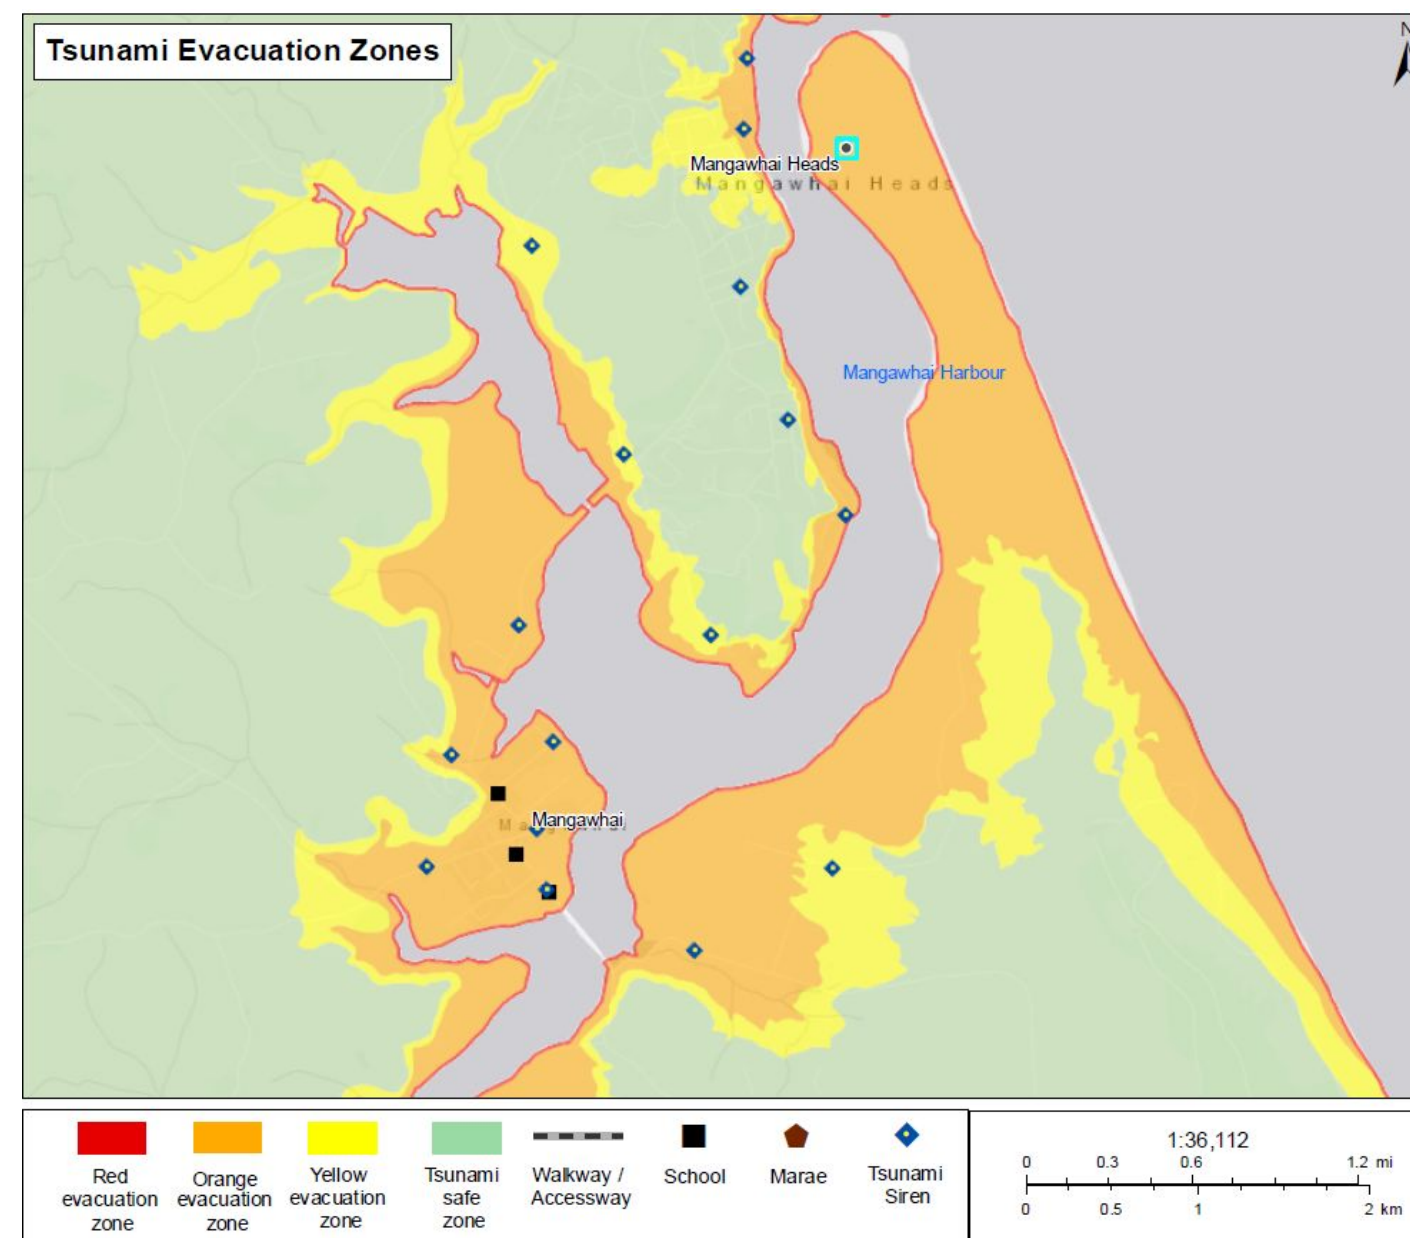 Tsunami Evacuation Zones
N
Mangawhai Heads
Mangawhai Heads
Mangawhai Harbour
Mangawhai
Red
evacuation
zone
Orange
evacuation
zone
Yellow
evacuation
zone
Tsunami
safe
zone
Walkway /
Accessway
School
Marae
Tsunami
Siren
1:36,112
0 0.3 0.6 1.2 mi
0 0.5 1 2 km